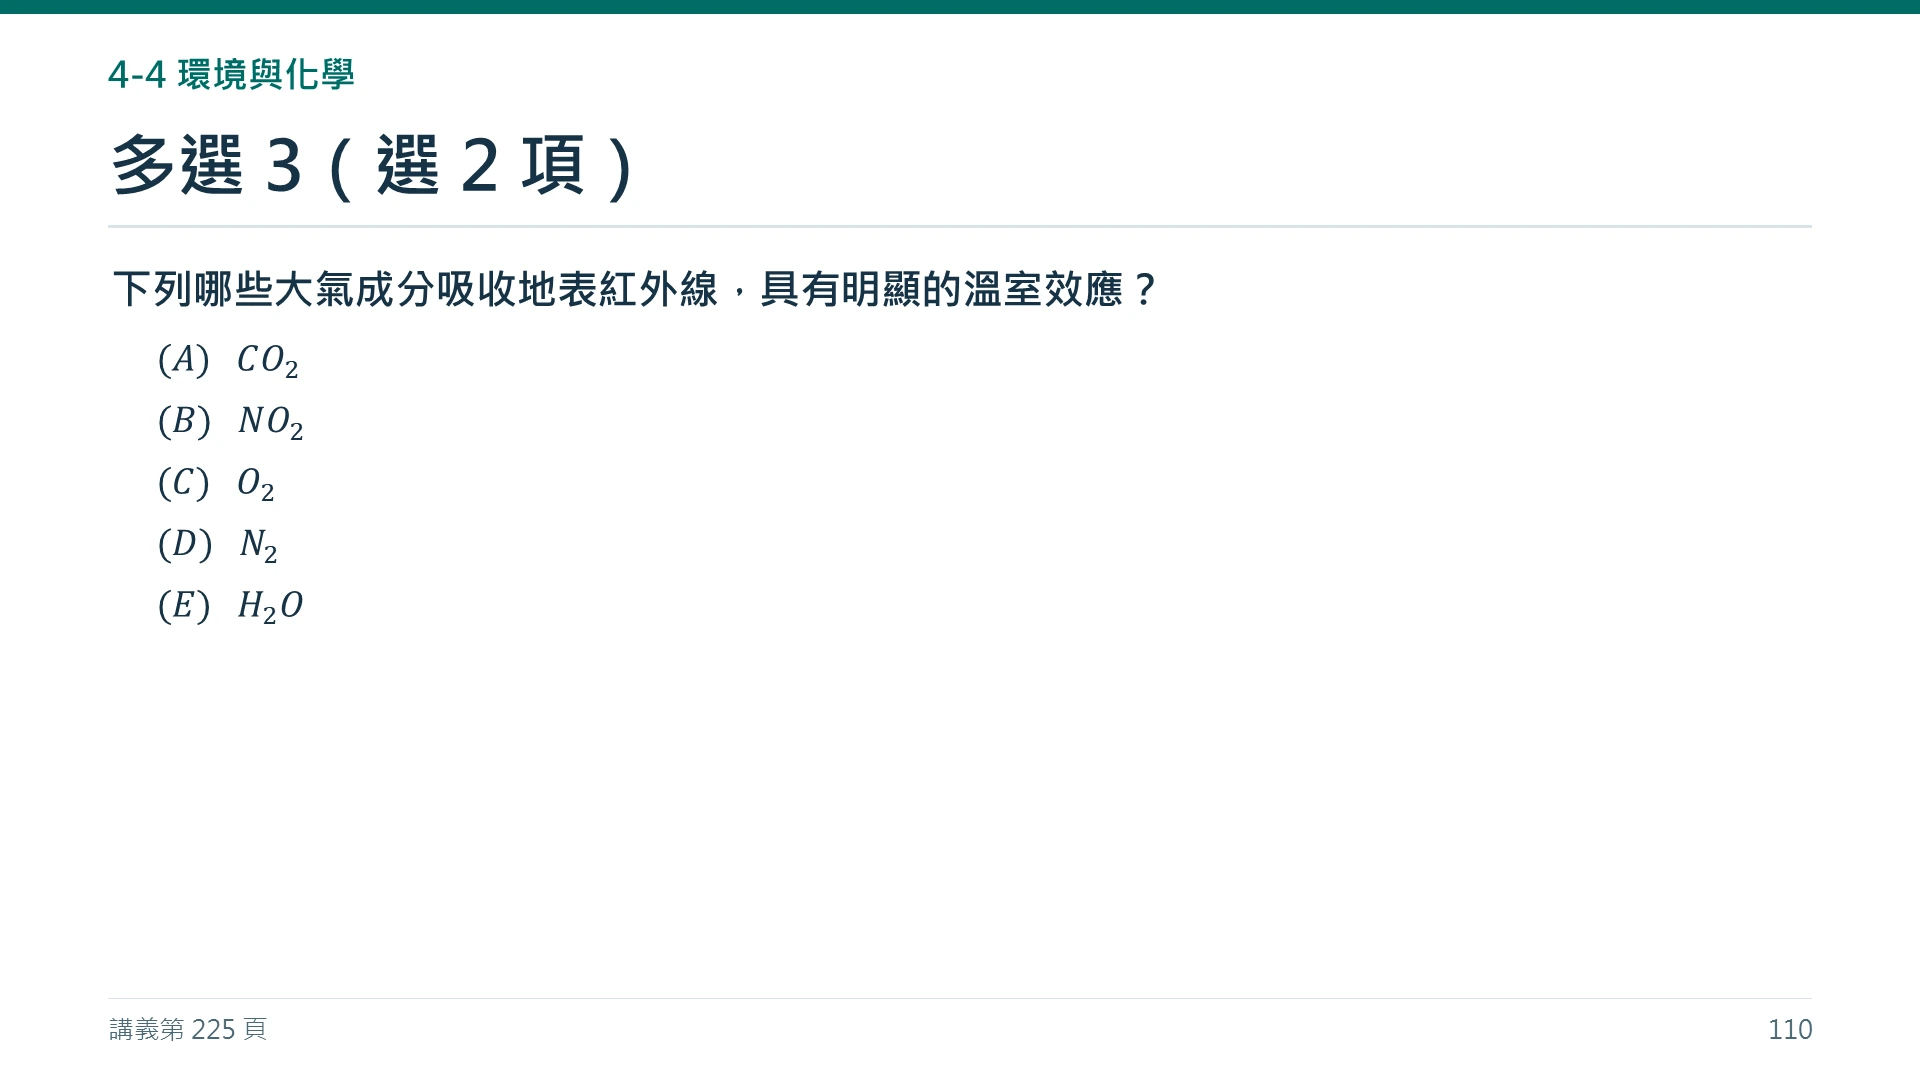 4-4 環境與化學
多選 3（選 2 項）
下列哪些大氣成分吸收地表紅外線，具有明顯的溫室效應？
(A) CO₂
(B) NO₂
(C) O₂
(D) N₂
(E) H₂O
講義第 225 頁
110